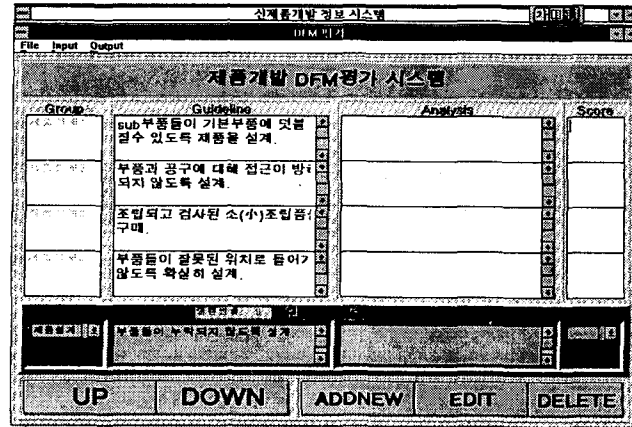 신제품개발 정보 시스템
DFM 평가
File Input Output
제품개발 DFM평가 시스템
Group Guideline Analysis Score
sub부품들이 기본부품에 덧붙
질수 있도록 제품을 설계.
부품과 공구에 대해 접근이 방해
되지 않도록 설계.
조립되고 검사된 소(小)조립품
구매.
부품들이 잘못된 위치로 들어가
않도록 확실히 설계.
제품설계 부품들이 누락되지 않도록 설계
UP DOWN ADDNEW EDIT DELETE